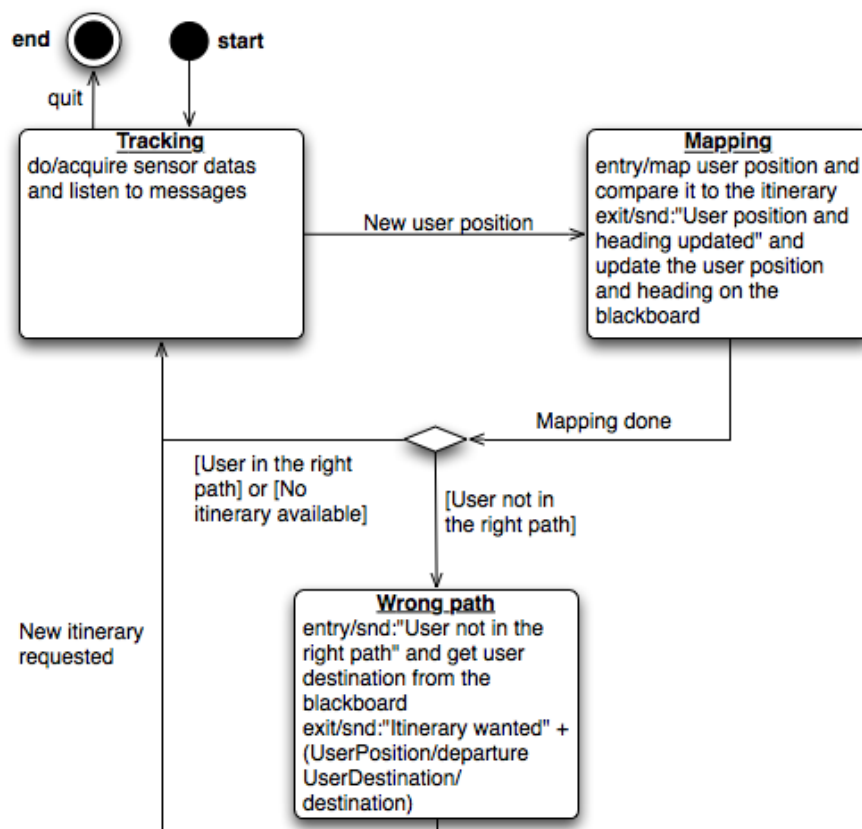 end
start
quit
Tracking
do/acquire sensor datas
and listen to messages
New user position
Mapping
entry/map user position and
compare it to the itinerary
exit/snd:"User position and
heading updated" and
update the user position
and heading on the
blackboard
Mapping done
[User in the right
path] or [No
itinerary available]
[User not in
the right path]
New itinerary
requested
Wrong path
entry/snd:"User not in the
right path" and get user
destination from the
blackboard
exit/snd:"Itinerary wanted" +
(UserPosition/departure
UserDestination/
destination)